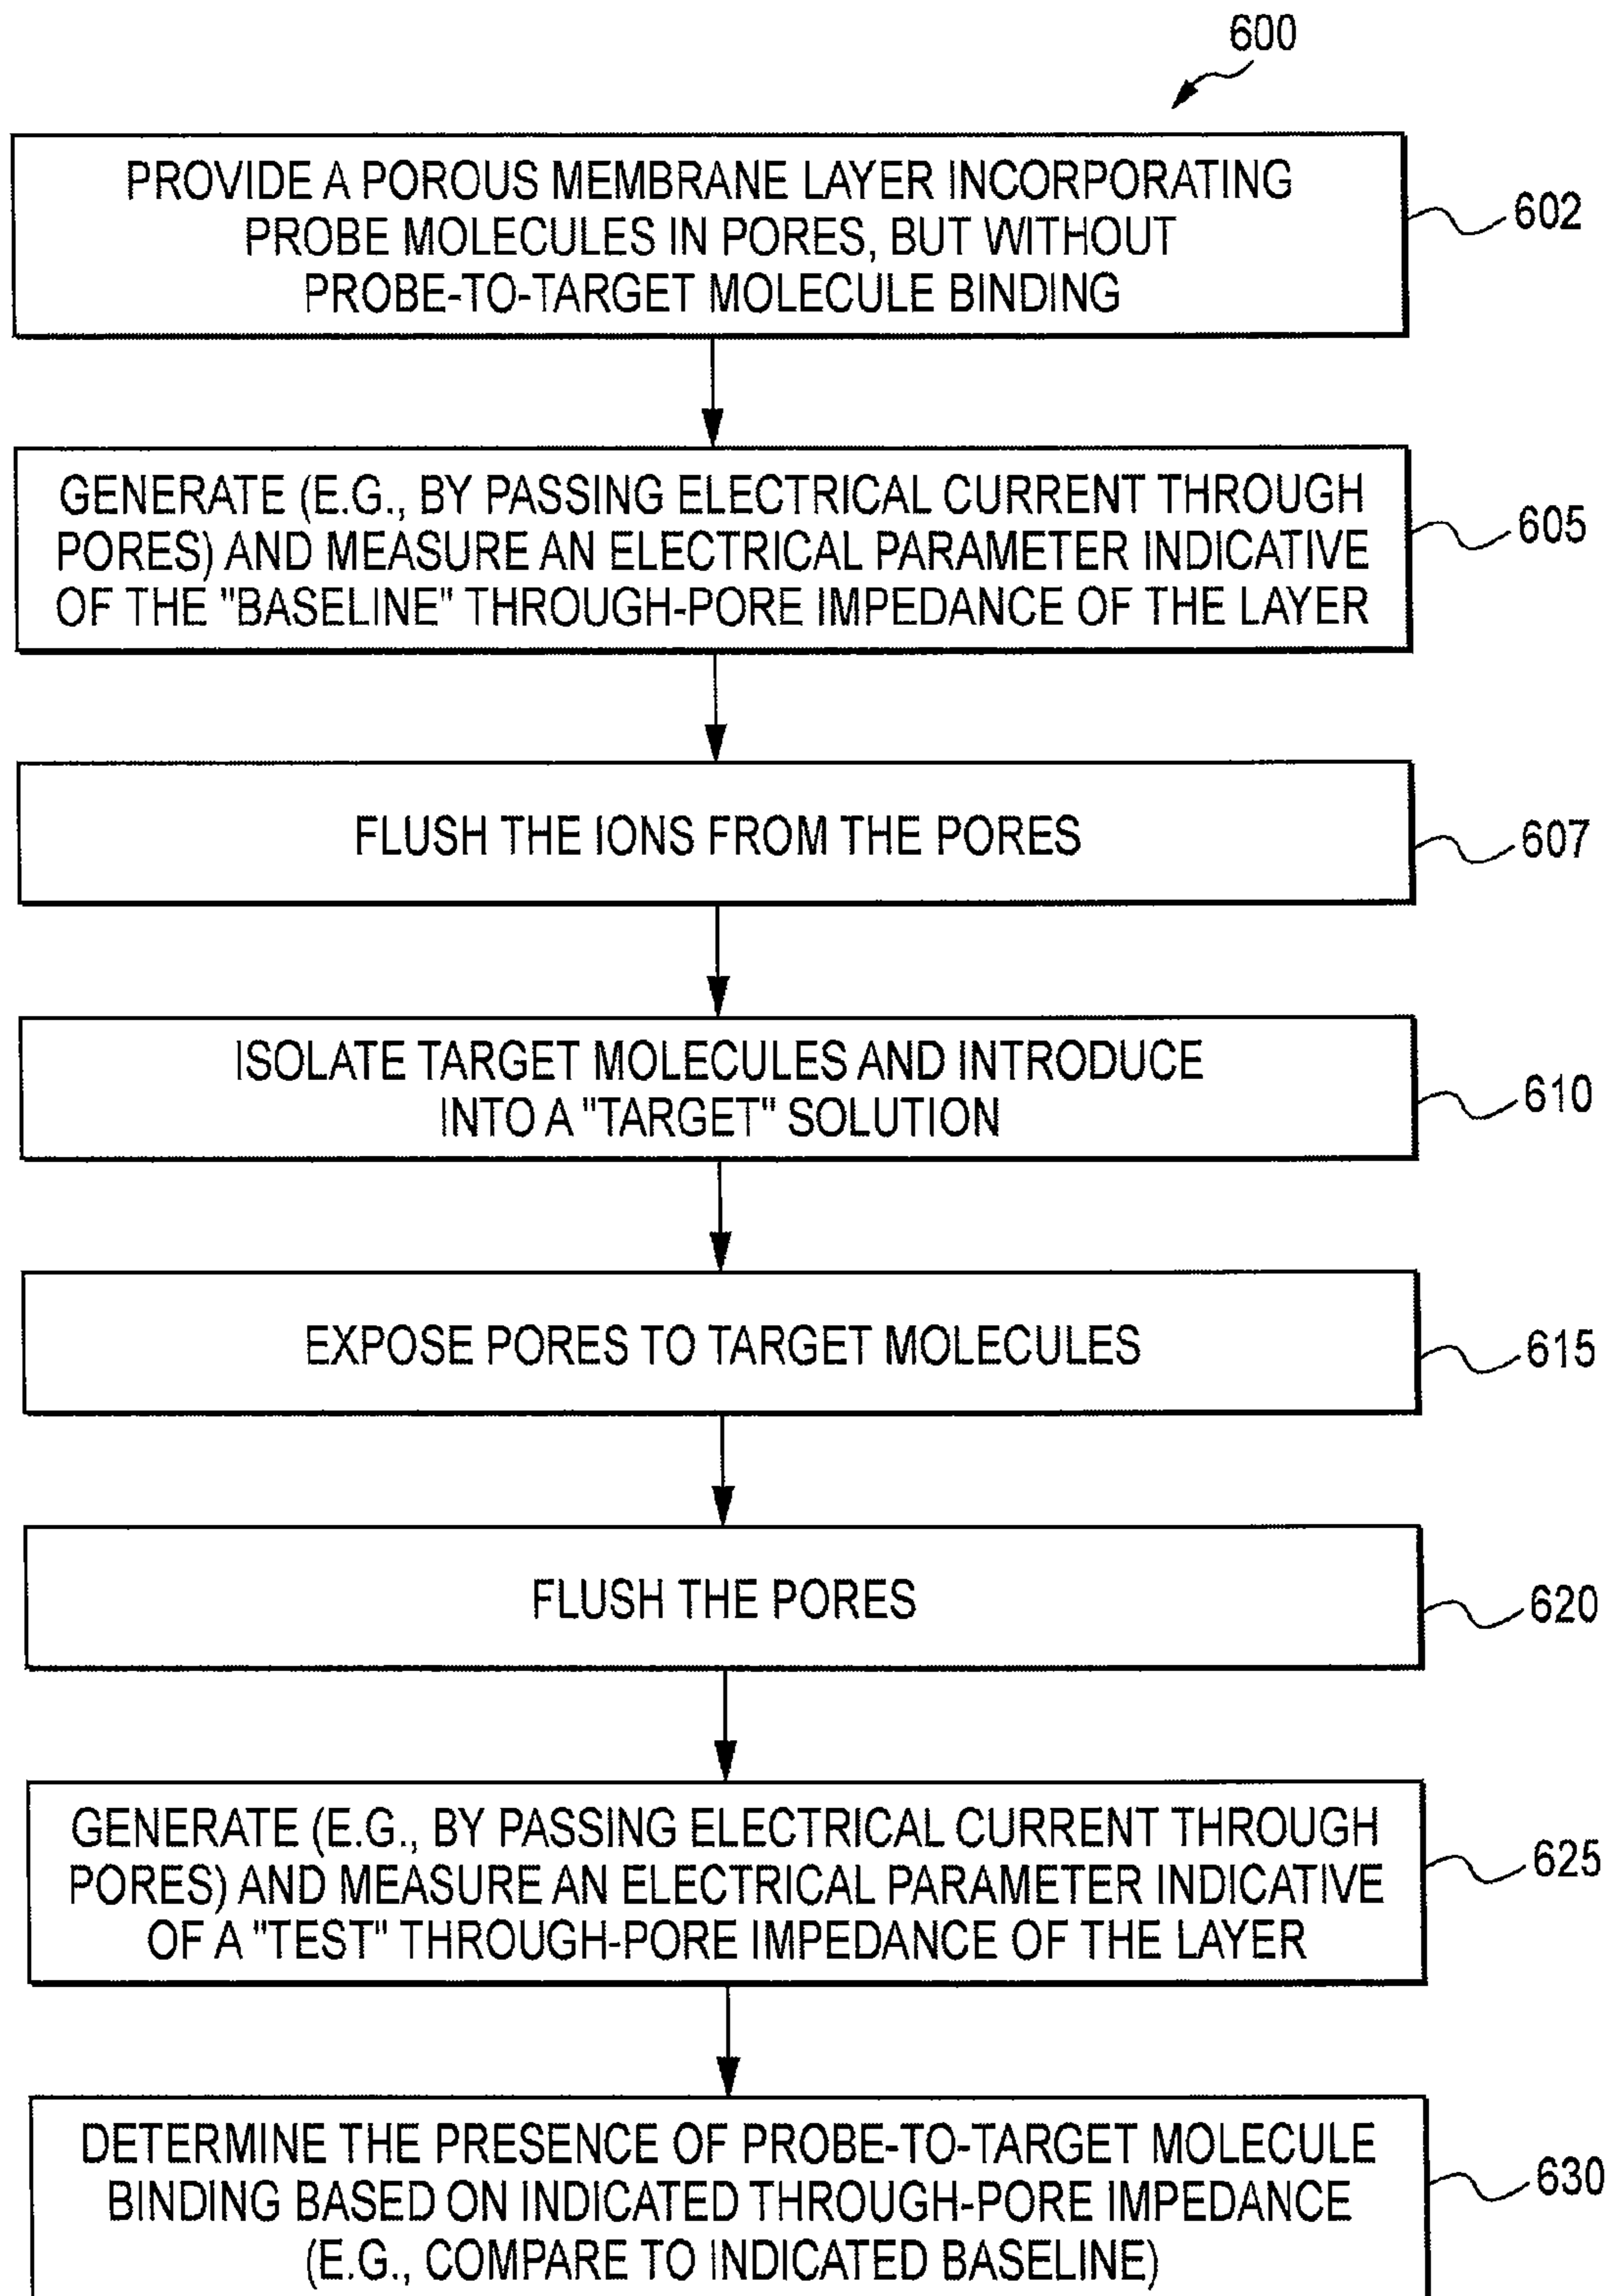 600
PROVIDE A POROUS MEMBRANE LAYER INCORPORATING
PROBE MOLECULES IN PORES, BUT WITHOUT
PROBE-TO-TARGET MOLECULE BINDING
602
GENERATE (E.G., BY PASSING ELECTRICAL CURRENT THROUGH
PORES) AND MEASURE AN ELECTRICAL PARAMETER INDICATIVE
OF THE "BASELINE" THROUGH-PORE IMPEDANCE OF THE LAYER
605
FLUSH THE IONS FROM THE PORES
607
ISOLATE TARGET MOLECULES AND INTRODUCE
INTO A "TARGET" SOLUTION
610
EXPOSE PORES TO TARGET MOLECULES
615
FLUSH THE PORES
620
GENERATE (E.G., BY PASSING ELECTRICAL CURRENT THROUGH
PORES) AND MEASURE AN ELECTRICAL PARAMETER INDICATIVE
OF A "TEST" THROUGH-PORE IMPEDANCE OF THE LAYER
625
DETERMINE THE PRESENCE OF PROBE-TO-TARGET MOLECULE
BINDING BASED ON INDICATED THROUGH-PORE IMPEDANCE
(E.G., COMPARE TO INDICATED BASELINE)
630